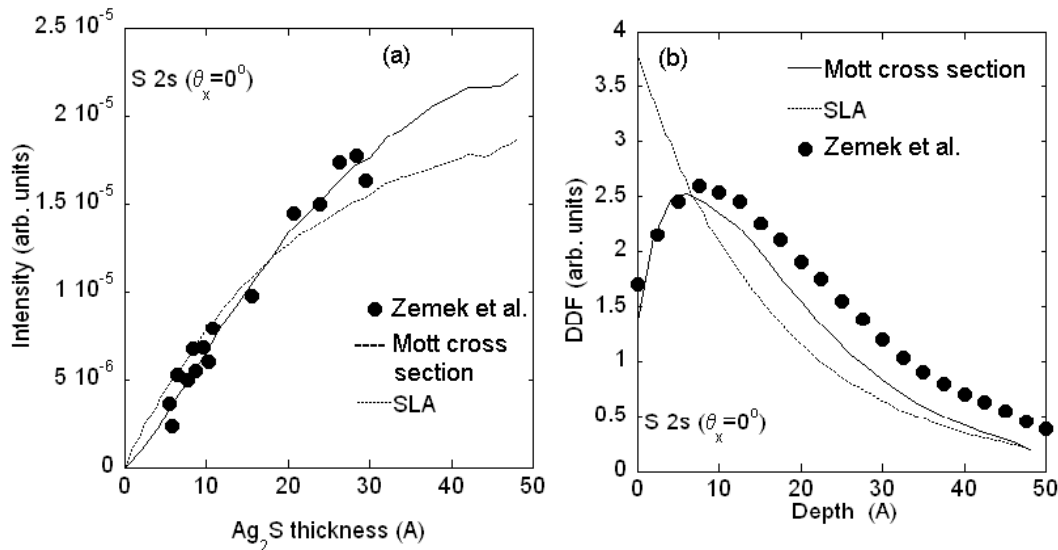 2.5 10⁻⁵
2 10⁻⁵
1.5 10⁻⁵
1 10⁻⁵
5 10⁻⁶
0
Intensity (arb. units)
(a)
S 2s (θₓ=0⁰)
Zemek et al.
Mott cross
section
SLA
0 10 20 30 40 50
Ag₂S thickness (A)
4
3.5
3
2.5
2
1.5
1
0.5
0
DDF (arb. units)
(b)
Mott cross section
SLA
Zemek et al.
S 2s (θₓ=0⁰)
0 10 20 30 40 50
Depth (A)